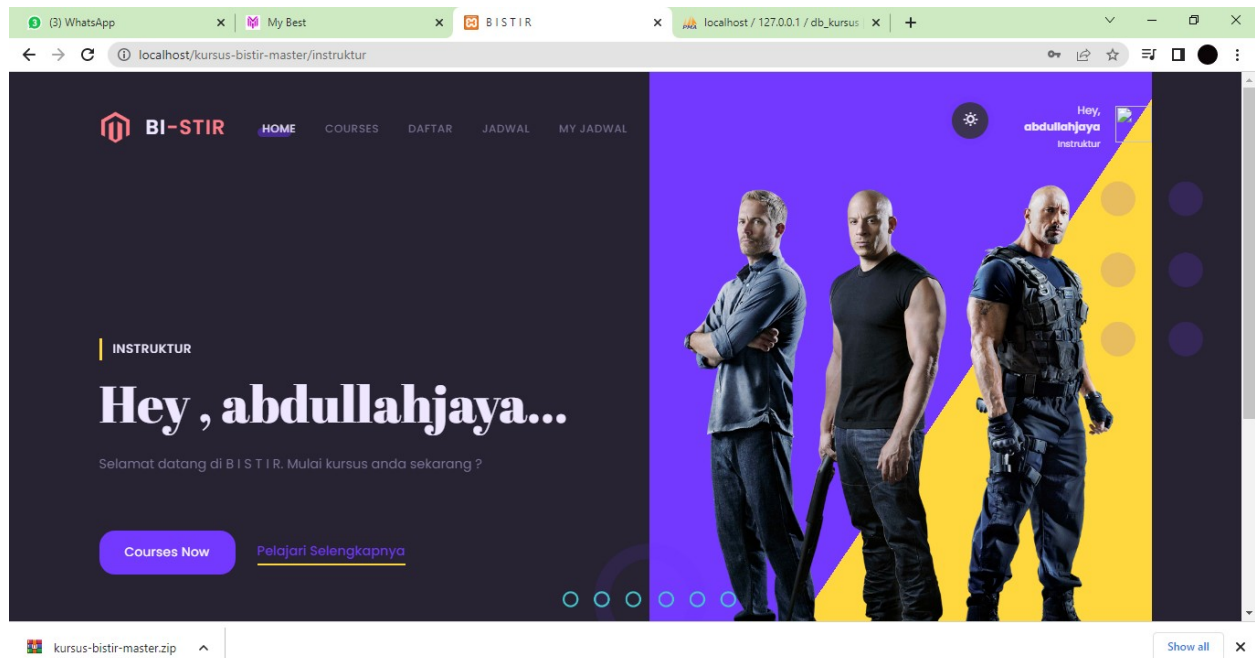 (3) WhatsApp
My Best
B I S T I R
localhost / 127.0.0.1 / db_kursus
localhost/kursus-bistir-master/instruktur
BI-STIR
HOME
COURSES
DAFTAR
JADWAL
MY JADWAL
Hey,
abdullahjaya
Instruktur
INSTRUKTUR
Hey , abdullahjaya...
Selamat datang di B I S T I R. Mulai kursus anda sekarang ?
Courses Now
Pelajari Selengkapnya
kursus-bistir-master.zip
Show all